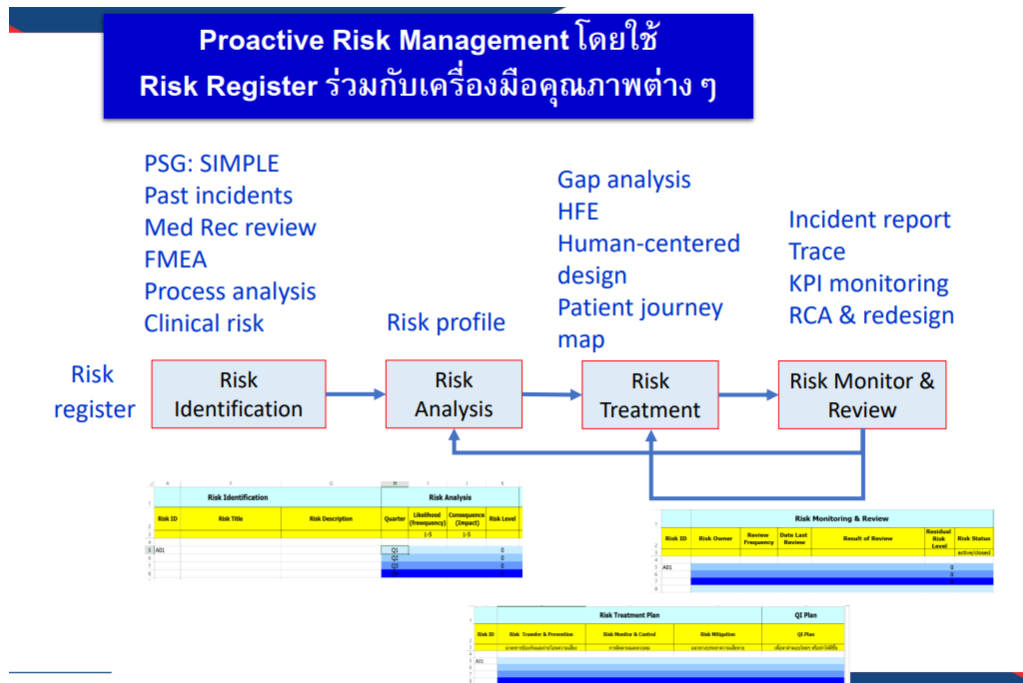 Proactive Risk Management โดยใช้
Risk Register ร่วมกับเครื่องมือคุณภาพต่าง ๆ
PSG: SIMPLE
Past incidents
Med Rec review
FMEA
Process analysis
Clinical risk
Risk profile
Gap analysis
HFE
Human-centered
design
Patient journey
map
Incident report
Trace
KPI monitoring
RCA & redesign
Risk
register
Risk
Identification
Risk
Analysis
Risk
Treatment
Risk Monitor &
Review
Risk Identification
Risk Analysis
Risk ID
Risk Title
Risk Description
Quarter
Likelihood
(frewquency)
Consequence
(Impact)
Risk Level
1-5
1-5
A01
Q1
0
Q2
0
Q3
0
Risk Monitoring & Review
Risk ID
Risk Owner
Review
Frequency
Date Last
Review
Result of Review
Residual
Risk
Level
Risk Status
active/closed
A01
0
0
Risk Treatment Plan
QI Plan
Risk ID
Risk Transfer & Prevention
Risk Monitor & Control
Risk Mitigation
QI Plan
A01